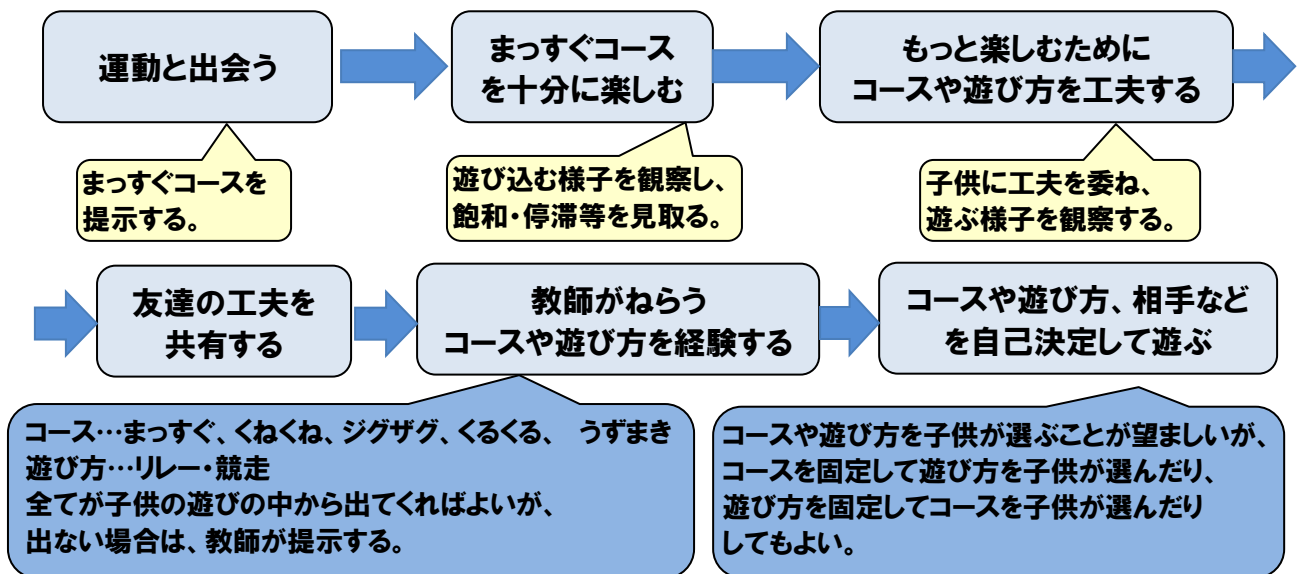 運動と出会う
まっすぐコース
を十分に楽しむ
もっと楽しむために
コースや遊び方を工夫する
まっすぐコースを
提示する。
遊び込む様子を観察し、
飽和・停滞等を見取る。
子供に工夫を委ね、
遊ぶ様子を観察する。
友達の工夫を
共有する
教師がねらう
コースや遊び方を経験する
コースや遊び方、相手など
を自己決定して遊ぶ
コース…まっすぐ、くねくね、ジグザグ、くるくる、 うずまき
遊び方…リレー・競走
全てが子供の遊びの中から出てくればよいが、
出ない場合は、教師が提示する。
コースや遊び方を子供が選ぶことが望ましいが、
コースを固定して遊び方を子供が選んだり、
遊び方を固定してコースを子供が選んだり
してもよい。